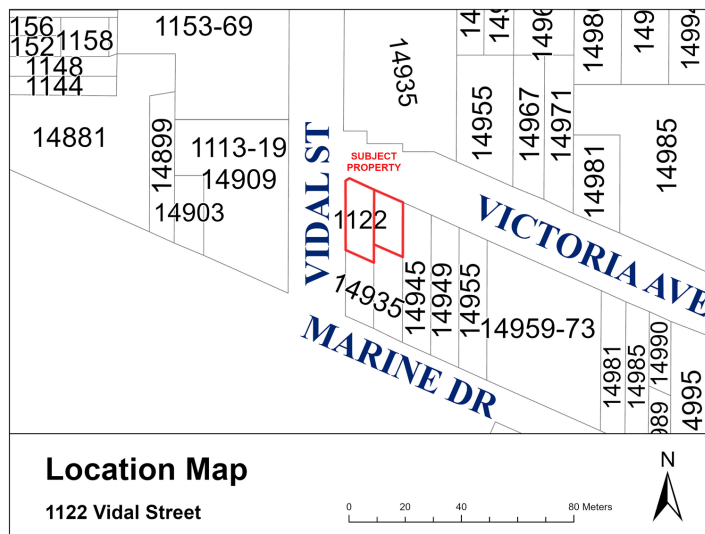 156
1158
152
1148
1144
1153-69
14881
14899
1113-19
14909
14903
VIDAL ST
14935
SUBJECT
PROPERTY
1122
14935
14945
14949
14955
14959-73
14955
14967
14971
14981
14985
VICTORIA AVE
MARINE DR
14981
14985
14990
Location Map
1122 Vidal Street
0 20 40 80 Meters
N